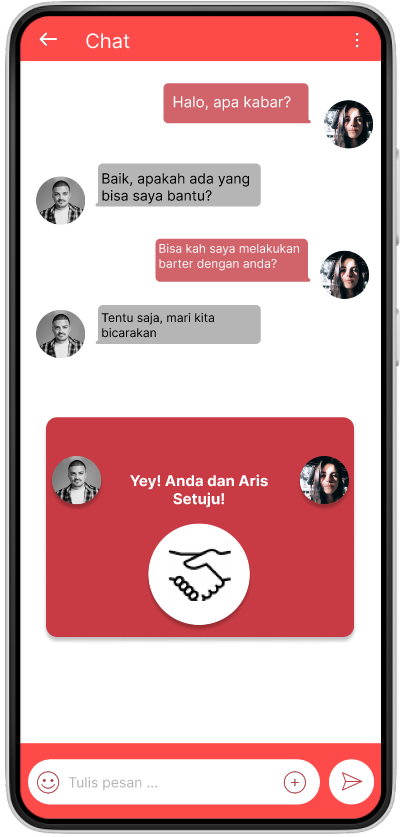 Chat
Halo, apa kabar?
Baik, apakah ada yang
bisa saya bantu?
Bisa kah saya melakukan
barter dengan anda?
Tentu saja, mari kita
bicarakan
Yey! Anda dan Aris
Setuju!
Tulis pesan ...